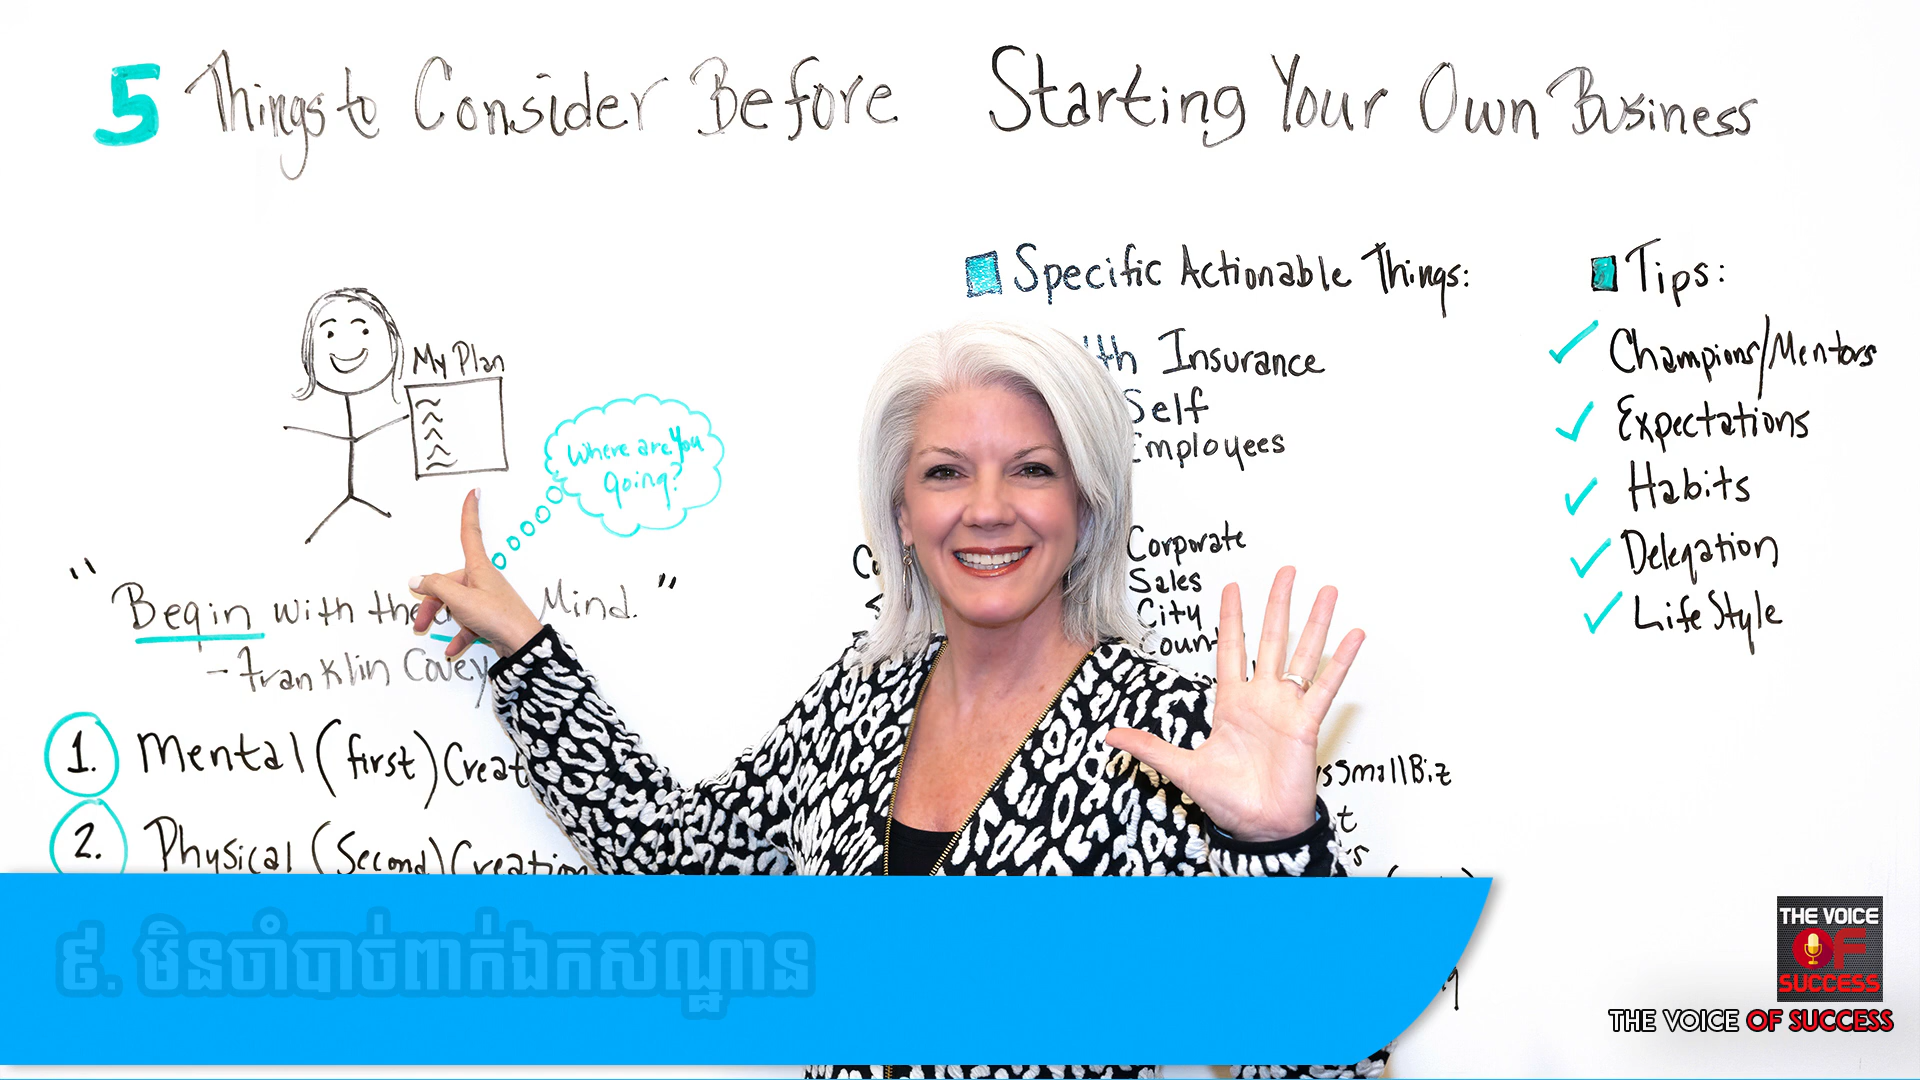 5 Things to Consider Before Starting Your Own Business
My Plan
Where are You
going?
"Begin with the Mind."
- Franklin Covey
1. Mental (first) Creat
2. Physical (Second) Creation
Specific Actionable Things:
Insurance
Self
Employees
Corporate
Sales
City
Count
sSmallBiz
Tips:
Champions/Mentors
Expectations
Habits
Delegation
LifeStyle
៩. មិនចាំបាច់ពាក់ឯកសណ្ឋាន
THE VOICE
OF
SUCCESS
THE VOICE OF SUCCESS